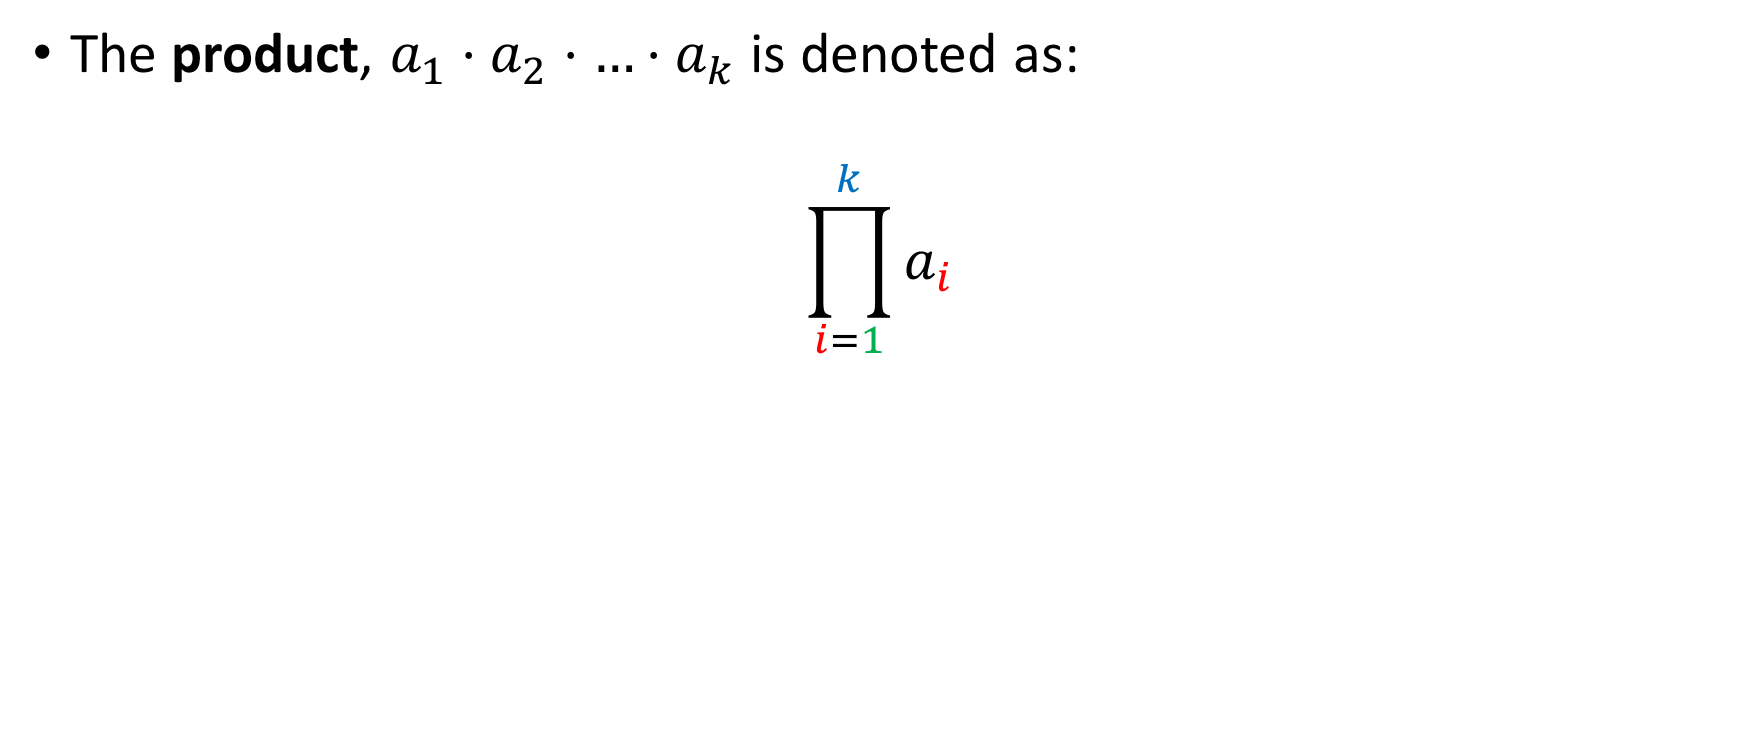 • The product, 𝑎₁ · 𝑎₂ · … · 𝑎ₖ is denoted as:
𝑘
∏ 𝑎ᵢ
𝑖=1